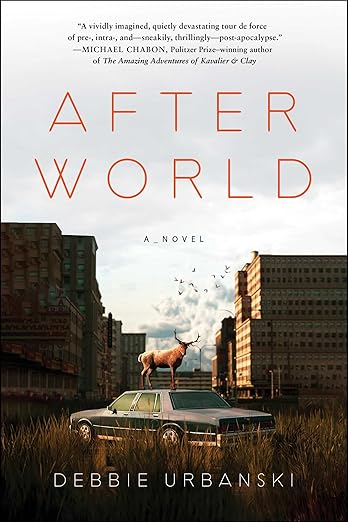 "A vividly imagined, quietly devastating tour de force
of pre-, intra-, and—sneakily, thrillingly—post-apocalypse."
—MICHAEL CHABON, Pulitzer Prize–winning author
of The Amazing Adventures of Kavalier & Clay
AFTER
WORLD
A_NOVEL
DEBBIE URBANSKI